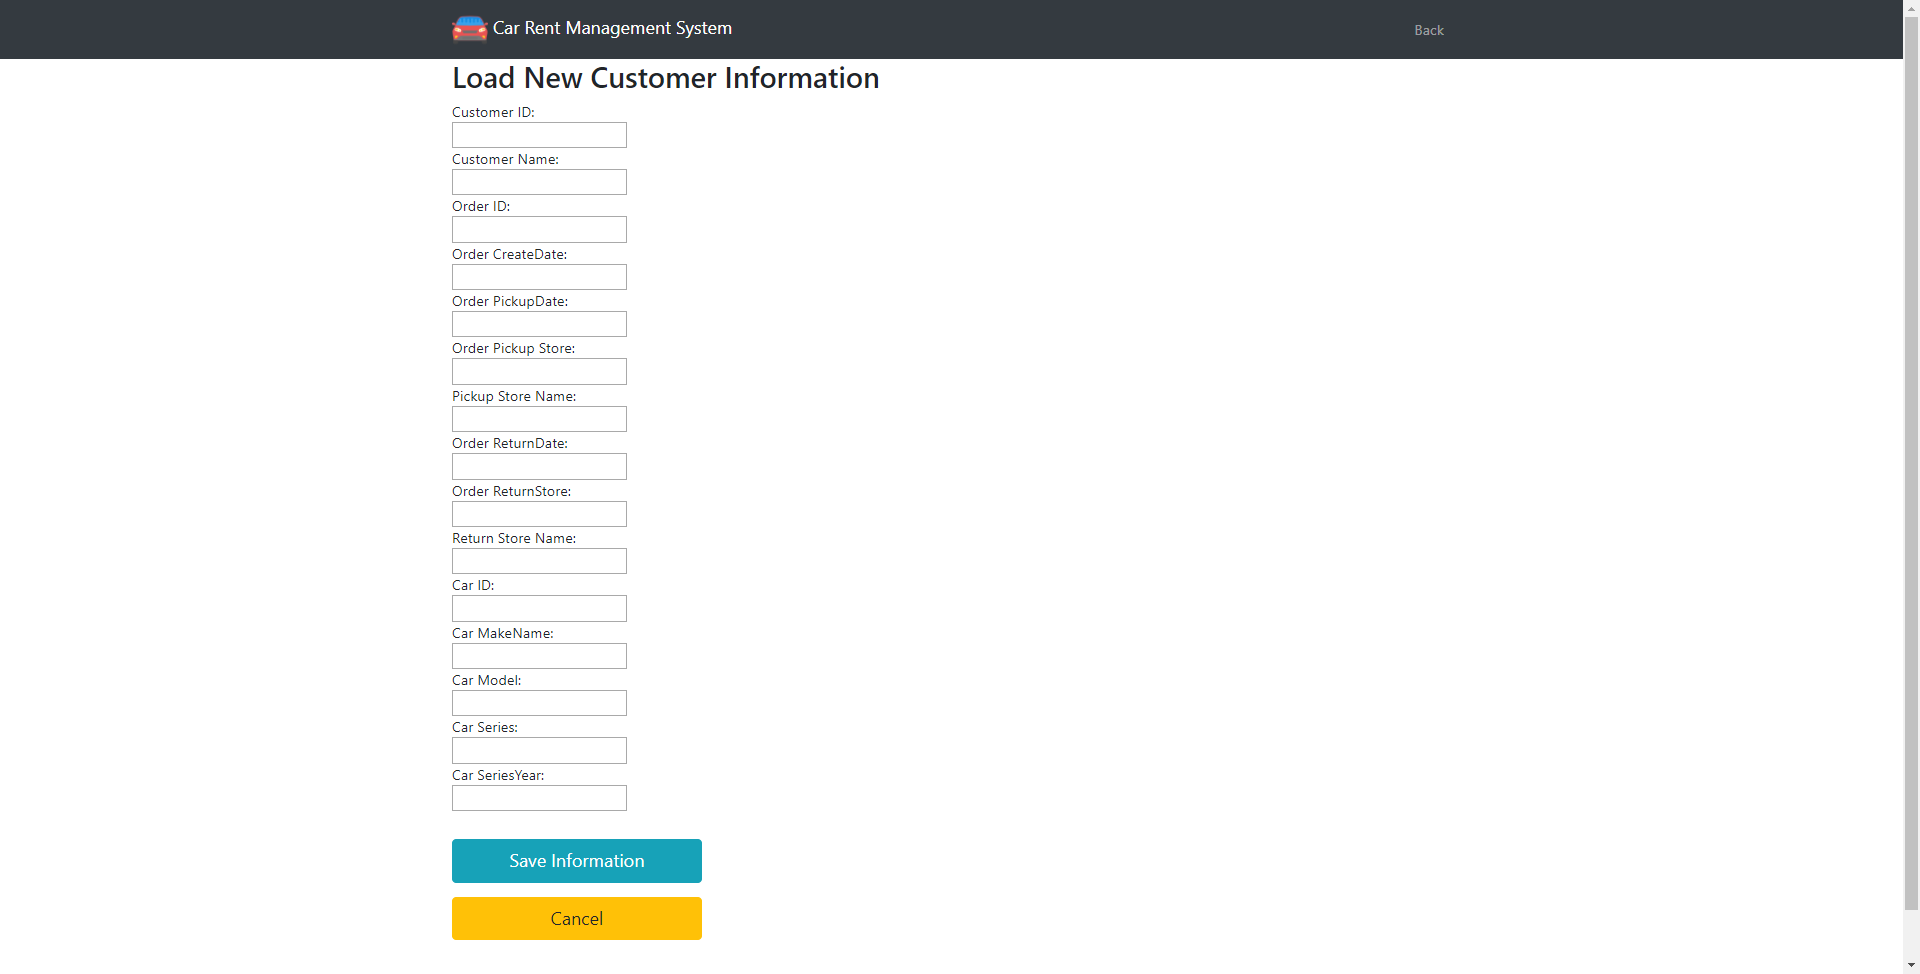 Car Rent Management System
Back
Load New Customer Information
Customer ID:
Customer Name:
Order ID:
Order CreateDate:
Order PickupDate:
Order Pickup Store:
Pickup Store Name:
Order ReturnDate:
Order ReturnStore:
Return Store Name:
Car ID:
Car MakeName:
Car Model:
Car Series:
Car SeriesYear:
Save Information
Cancel